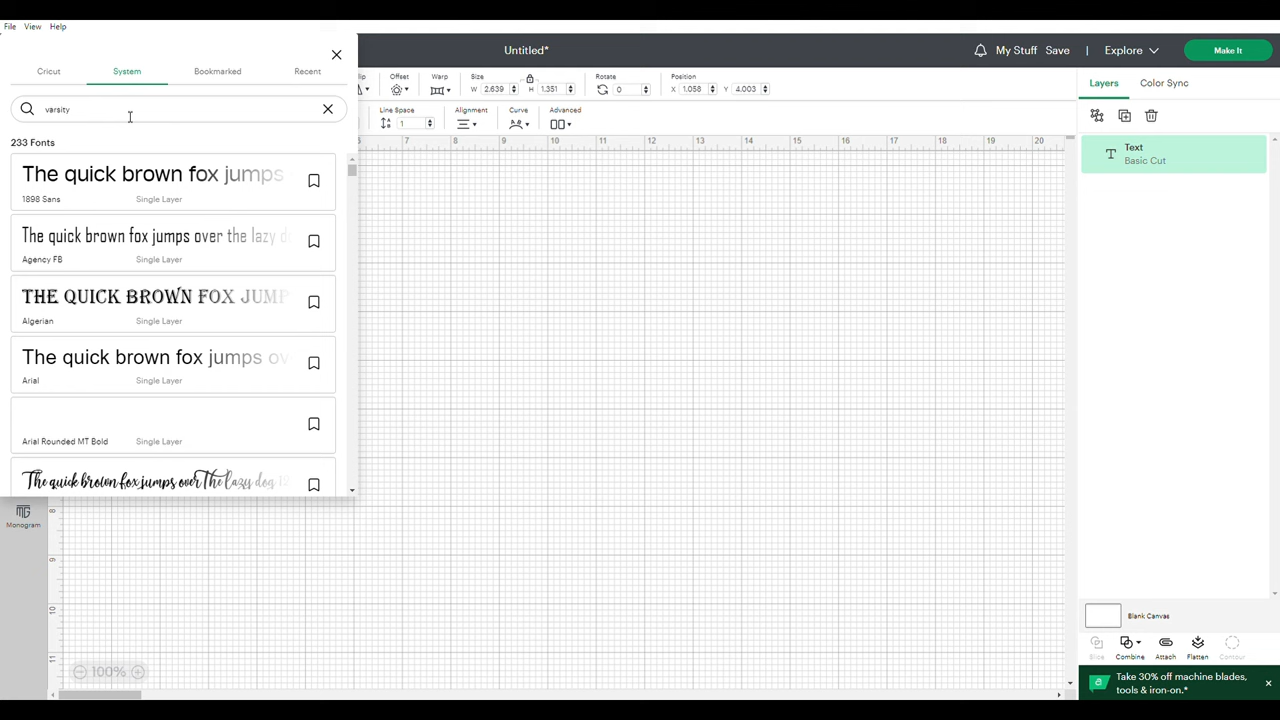 File View Help
Untitled*
My Stuff Save | Explore Make It
Cricut System Bookmarked Recent
Offset Warp Size Rotate Position
W 2.639 H 1.351 0 X 1.058 Y 4.003
varsity
Line Space Alignment Curve Advanced
1
Layers Color Sync
233 Fonts
7 8 9 10 11 12 13 14 15 16 17 18 19 20
The quick brown fox jumps
1898 Sans Single Layer
The quick brown fox jumps over the lazy d
Agency FB Single Layer
THE QUICK BROWN FOX JUMP
Algerian Single Layer
The quick brown fox jumps ov
Arial Single Layer
Arial Rounded MT Bold Single Layer
The quick brown fox jumps over the lazy dog
Text
Basic Cut
Monogram
8
9
10
11
100%
Blank Canvas
Slice Combine Attach Flatten Contour
Take 30% off machine blades,
tools & iron-on.*